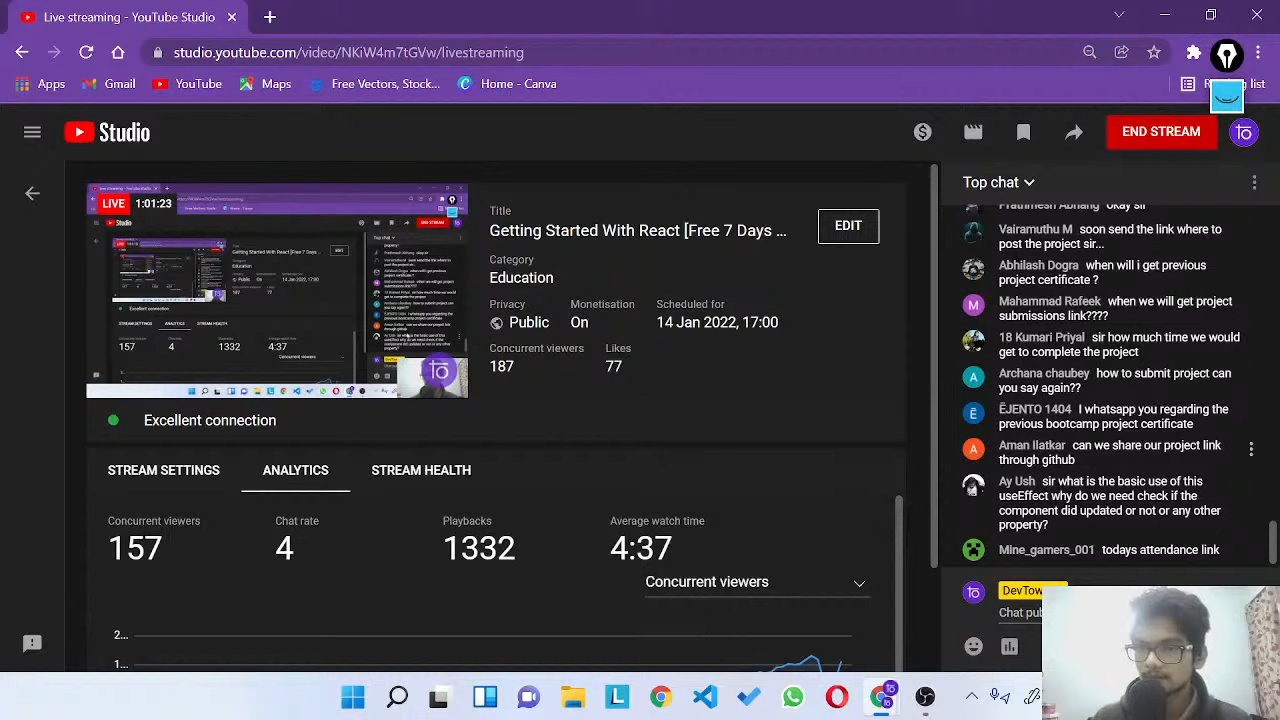 Live streaming - YouTube Studio
studio.youtube.com/video/NKiW4m7tGVw/livestreaming
Apps
Gmail
YouTube
Maps
Free Vectors, Stock...
Home - Canva
list
Studio
END STREAM
LIVE 1:01:23
Title
Getting Started With React [Free 7 Days ...
EDIT
Category
Education
Privacy
Monetisation
Scheduled for
Public
On
14 Jan 2022, 17:00
Concurrent viewers
Likes
187
77
Excellent connection
STREAM SETTINGS
ANALYTICS
STREAM HEALTH
Concurrent viewers
Chat rate
Playbacks
Average watch time
157
4
1332
4:37
Concurrent viewers
2...
1...
Top chat
Prathmesh Abhang Okay sir
Vairamuthu M send the link where to
post the project sir...
Abhilash Dogra when will i get previous
project certificate?
when we will get project
submissions link????
18 Kumari Priya how much time we would
get to complete the project
Archana chaubey how to submit project can
you say again??
ĒJENTO 1404 I whatsapp you regarding the
previous bootcamp project certificate
Aman Ilatkar can we share our project link
through github
Ay Ush sir what is the basic use of this
useEffect why do we need check if the
component did updated or not or any other
property?
Mine_gamers_001 todays attendance link